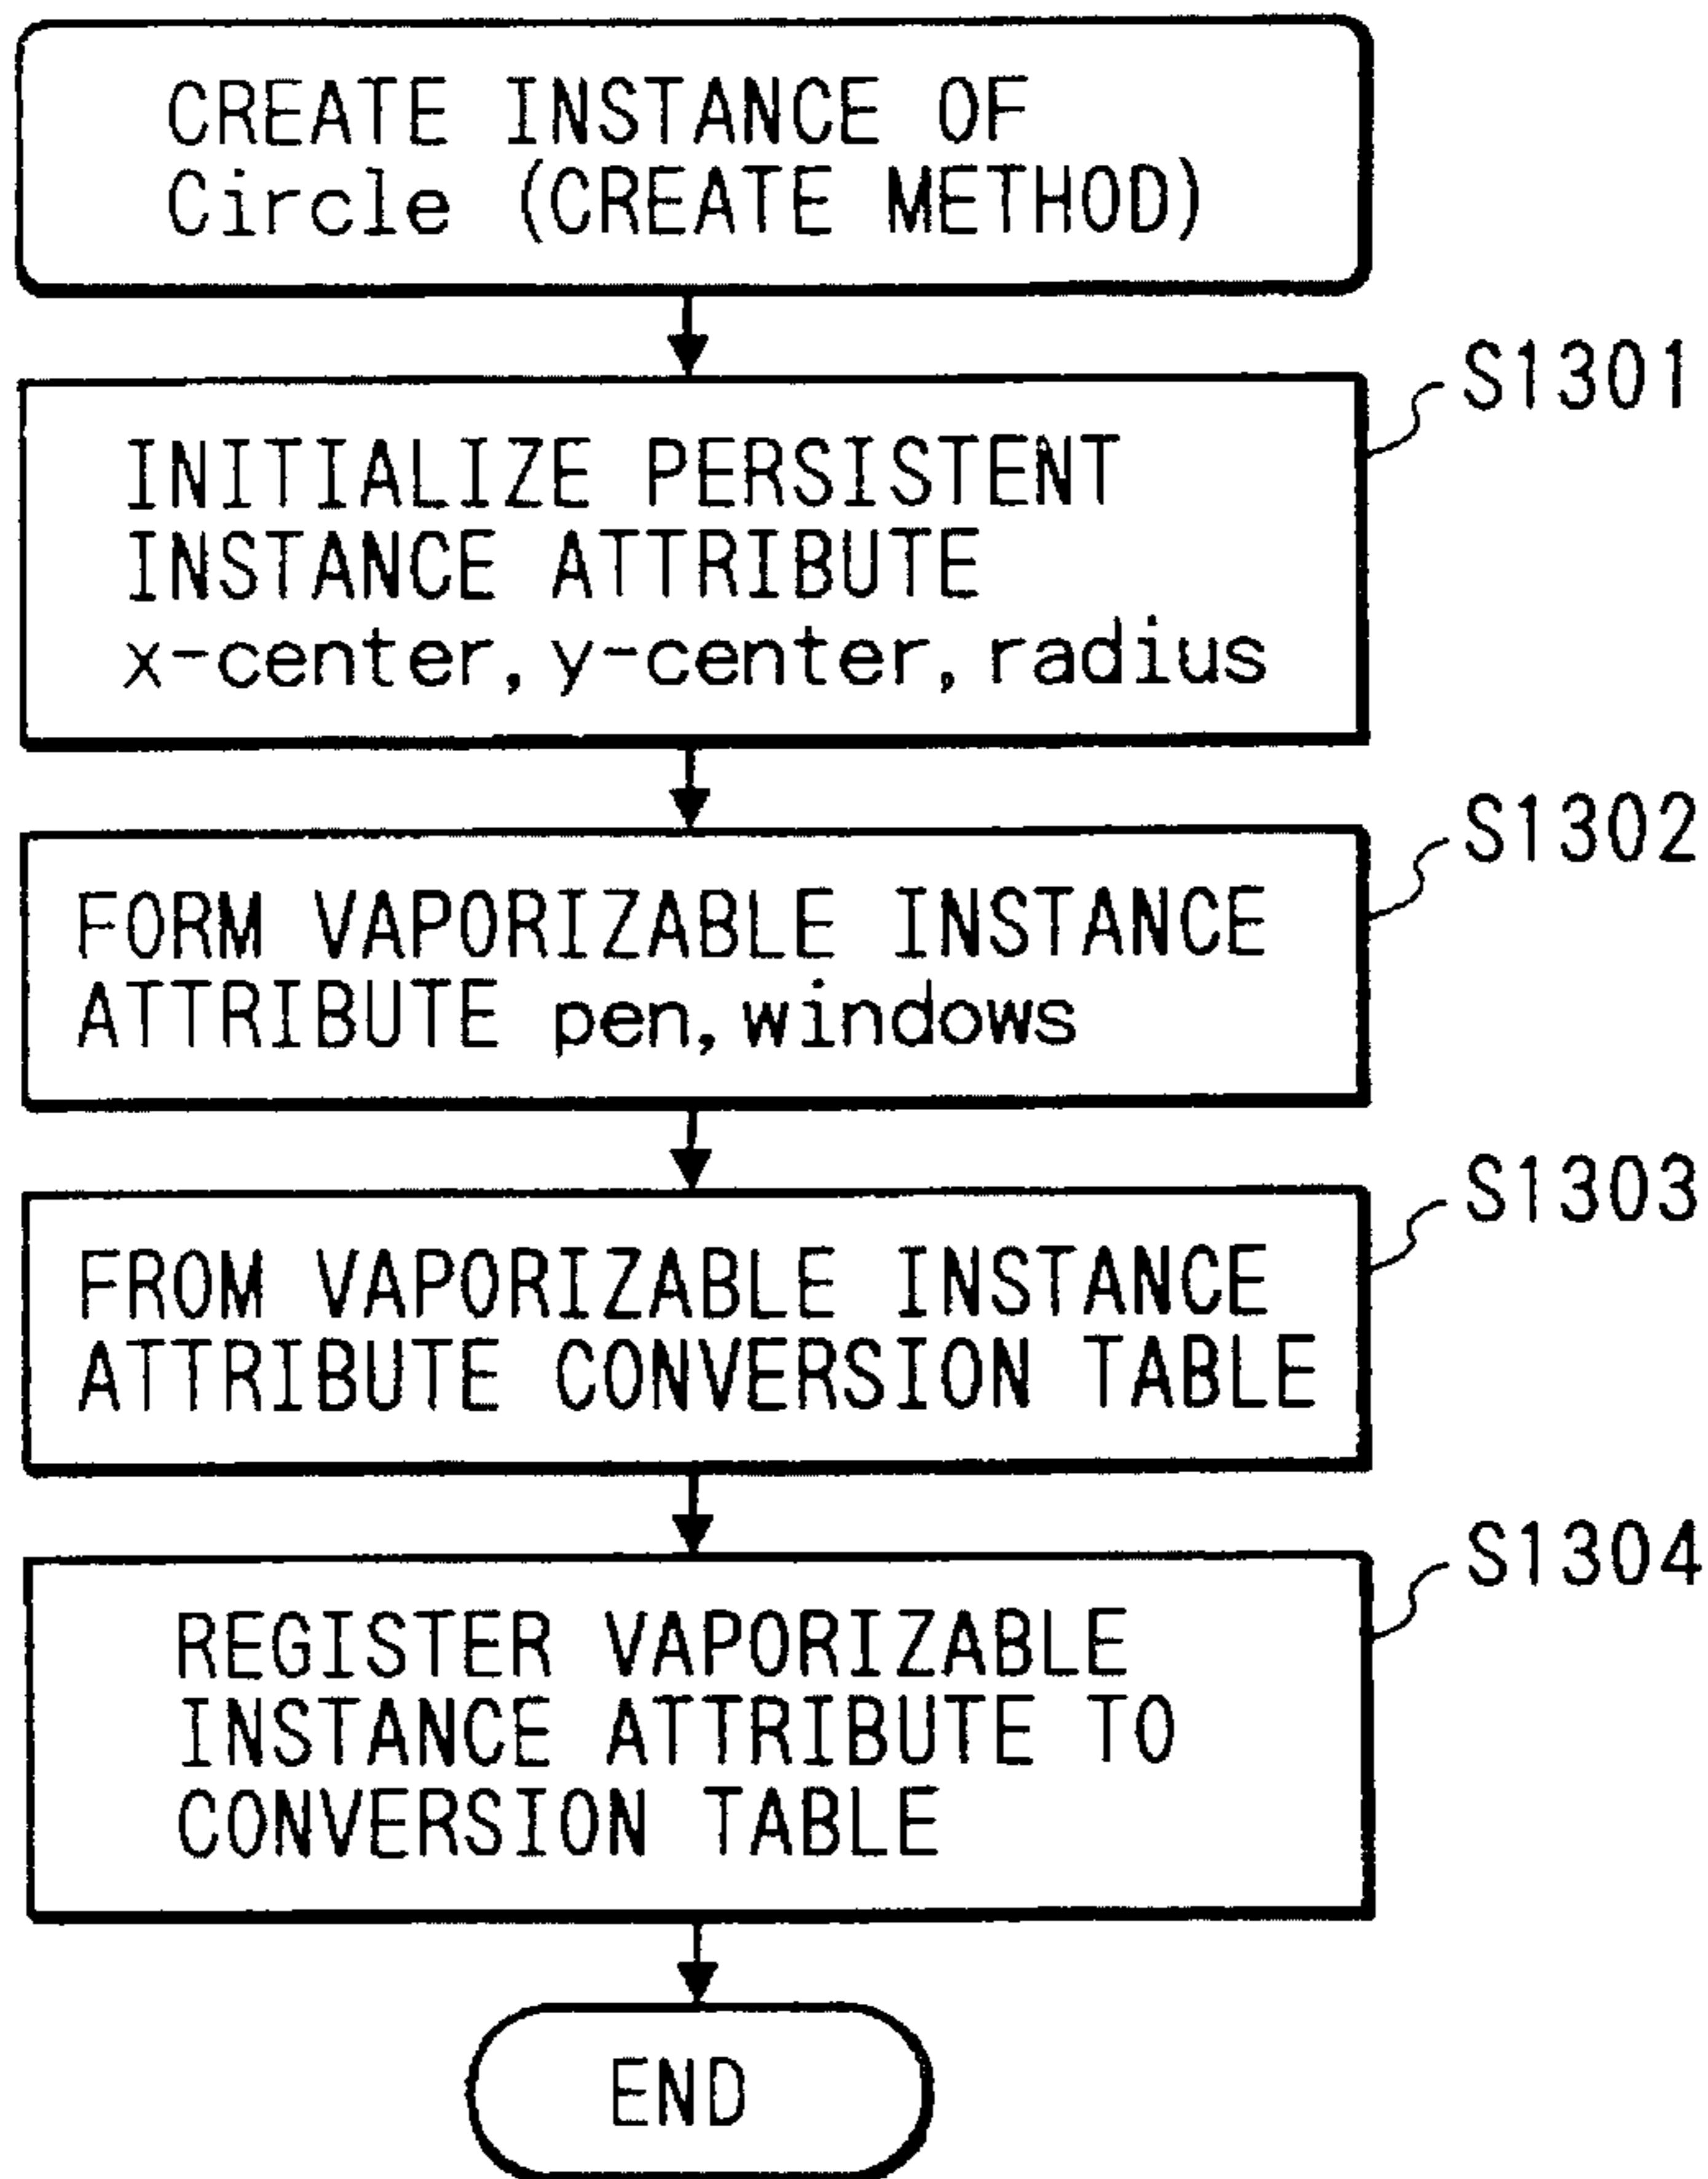 CREATE INSTANCE OF
Circle (CREATE METHOD)
S1301
INITIALIZE PERSISTENT
INSTANCE ATTRIBUTE
x-center, y-center, radius
S1302
FORM VAPORIZABLE INSTANCE
ATTRIBUTE pen, windows
S1303
FROM VAPORIZABLE INSTANCE
ATTRIBUTE CONVERSION TABLE
S1304
REGISTER VAPORIZABLE
INSTANCE ATTRIBUTE TO
CONVERSION TABLE
END